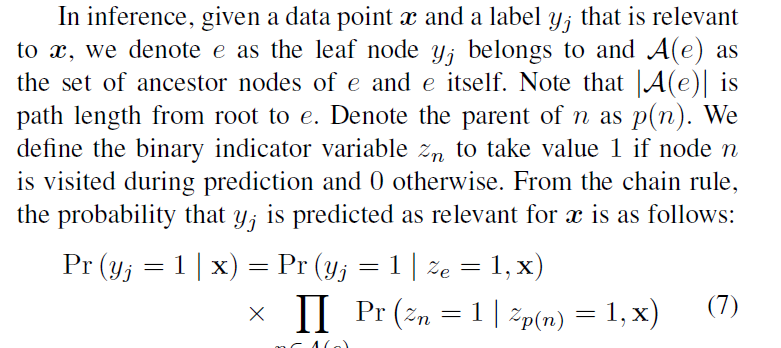 In inference, given a data point x and a label y_j that is relevant
to x, we denote e as the leaf node y_j belongs to and A(e) as
the set of ancestor nodes of e and e itself. Note that |A(e)| is
path length from root to e. Denote the parent of n as p(n). We
define the binary indicator variable z_n to take value 1 if node n
is visited during prediction and 0 otherwise. From the chain rule,
the probability that y_j is predicted as relevant for x is as follows:
Pr (y_j = 1 | x) = Pr (y_j = 1 | z_e = 1, x)
× ∏ Pr (z_n = 1 | z_{p(n)} = 1, x) (7)